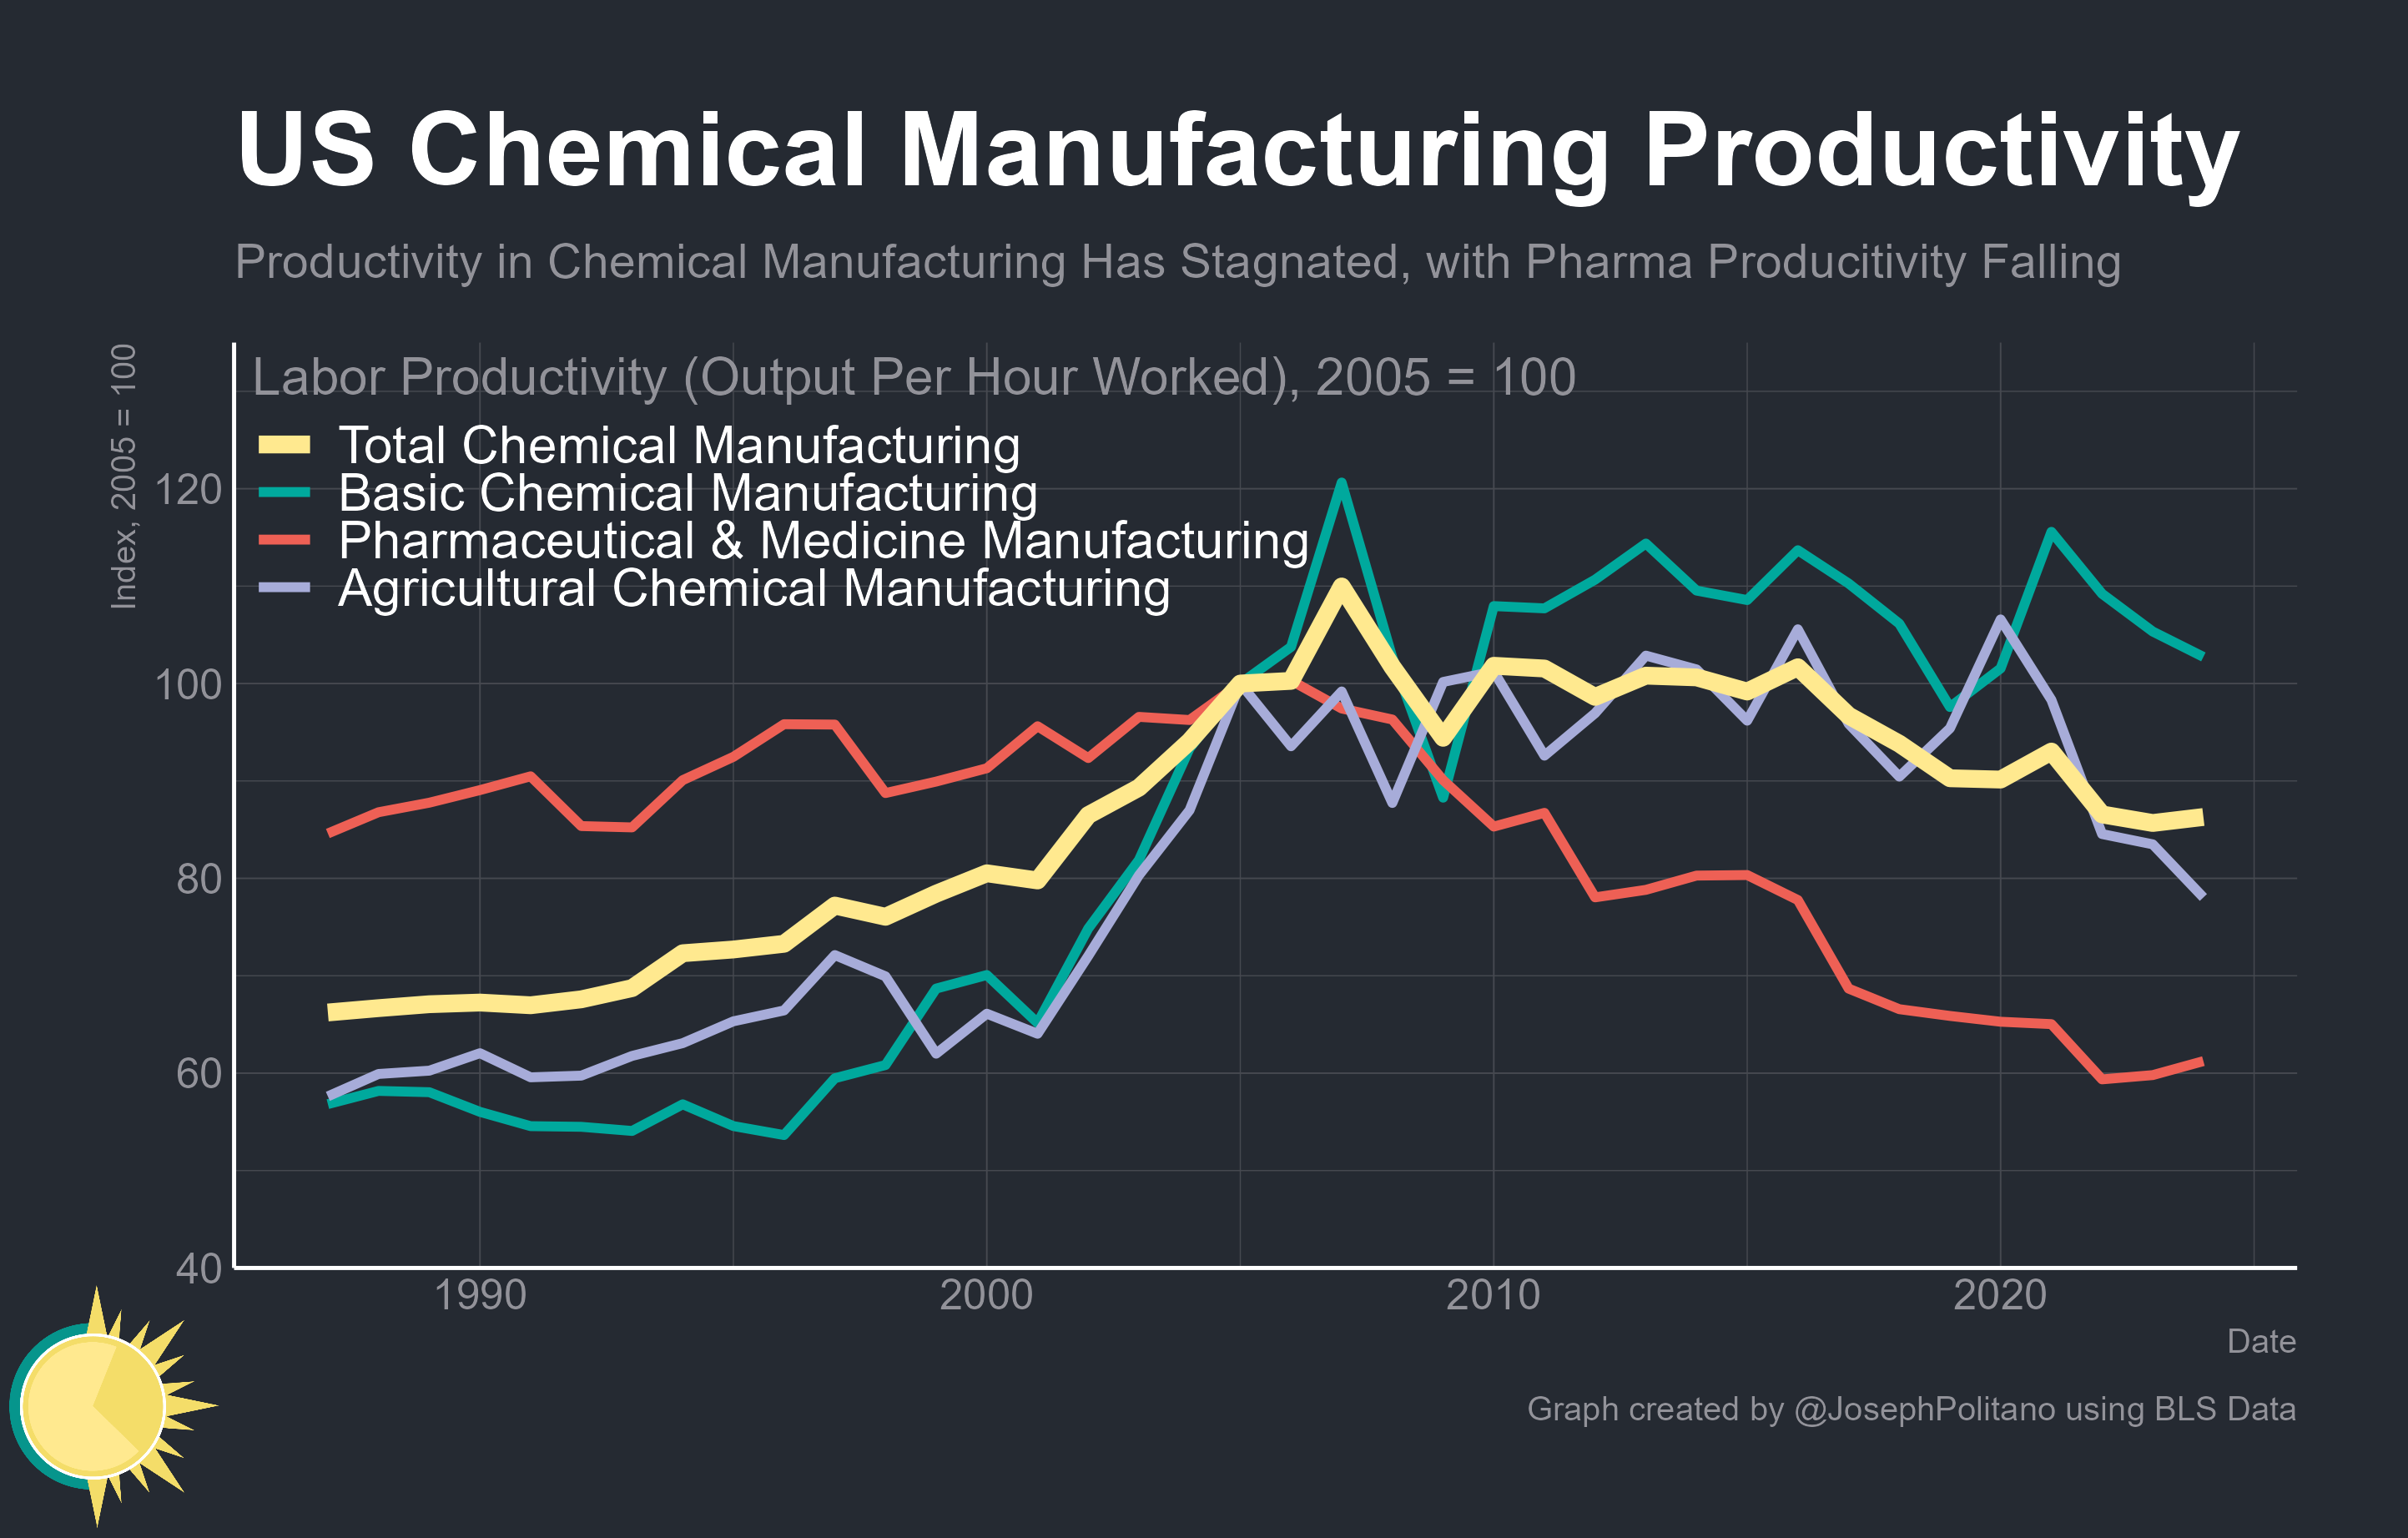 US Chemical Manufacturing Productivity
Productivity in Chemical Manufacturing Has Stagnated, with Pharma Producitivity Falling
Index, 2005 = 100
Labor Productivity (Output Per Hour Worked), 2005 = 100
Total Chemical Manufacturing
Basic Chemical Manufacturing
Pharmaceutical & Medicine Manufacturing
Agricultural Chemical Manufacturing
120
100
80
60
40
1990 2000 2010 2020
Date
Graph created by @JosephPolitano using BLS Data